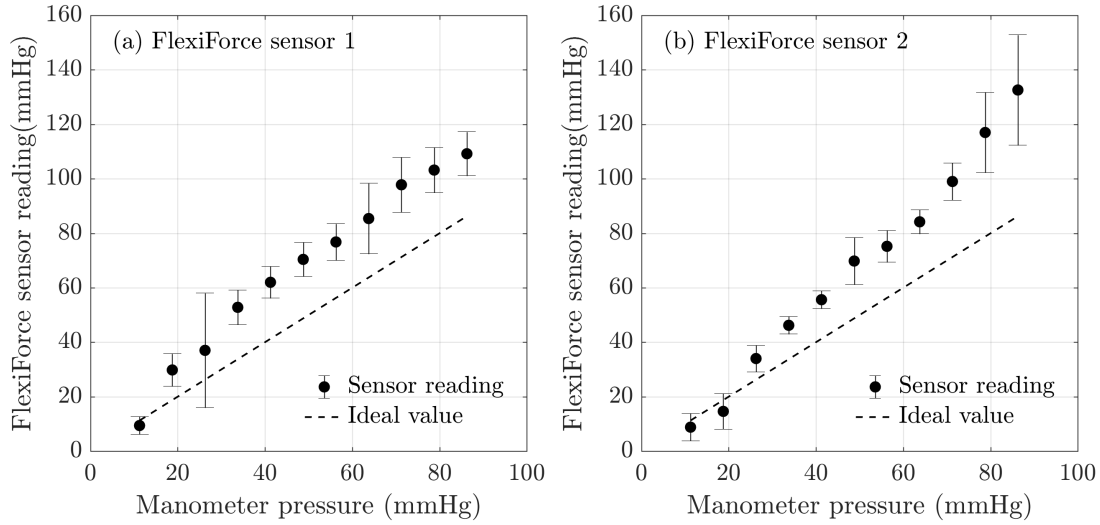 (a) FlexiForce sensor 1
FlexiForce sensor reading(mmHg)
160
140
120
100
80
60
40
20
0
Sensor reading
Ideal value
0 20 40 60 80 100
Manometer pressure (mmHg)
(b) FlexiForce sensor 2
FlexiForce sensor reading(mmHg)
160
140
120
100
80
60
40
20
0
Sensor reading
Ideal value
0 20 40 60 80 100
Manometer pressure (mmHg)